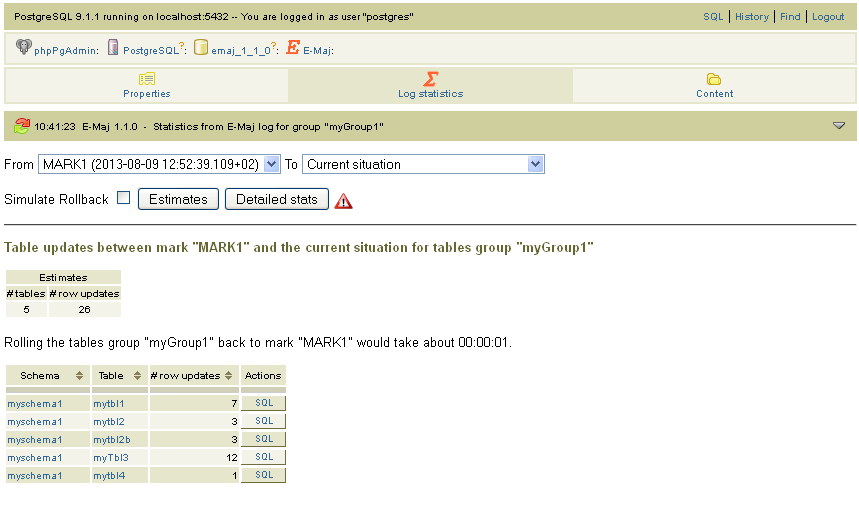 PostgreSQL 9.1.1 running on localhost:5432 -- You are logged in as user "postgres" SQL | History | Find | Logout
phpPgAdmin: PostgreSQL?: emaj_1_1_0?: E-Maj:
Properties Log statistics Content
10:41:23 E-Maj 1.1.0 - Statistics from E-Maj log for group "myGroup1"
From MARK1 (2013-08-09 12:52:39.109+02) To Current situation
Simulate Rollback Estimates Detailed stats
Table updates between mark "MARK1" and the current situation for tables group "myGroup1"
Estimates
# tables # row updates
5 26
Rolling the tables group "myGroup1" back to mark "MARK1" would take about 00:00:01.
Schema Table # row updates Actions
myschema1 mytbl1 7 SQL
myschema1 mytbl2 3 SQL
myschema1 mytbl2b 3 SQL
myschema1 myTbl3 12 SQL
myschema1 mytbl4 1 SQL